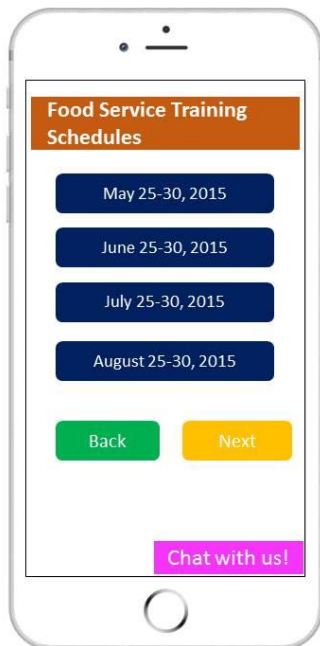 Food Service Training
Schedules
May 25-30, 2015
June 25-30, 2015
July 25-30, 2015
August 25-30, 2015
Back
Next
Chat with us!